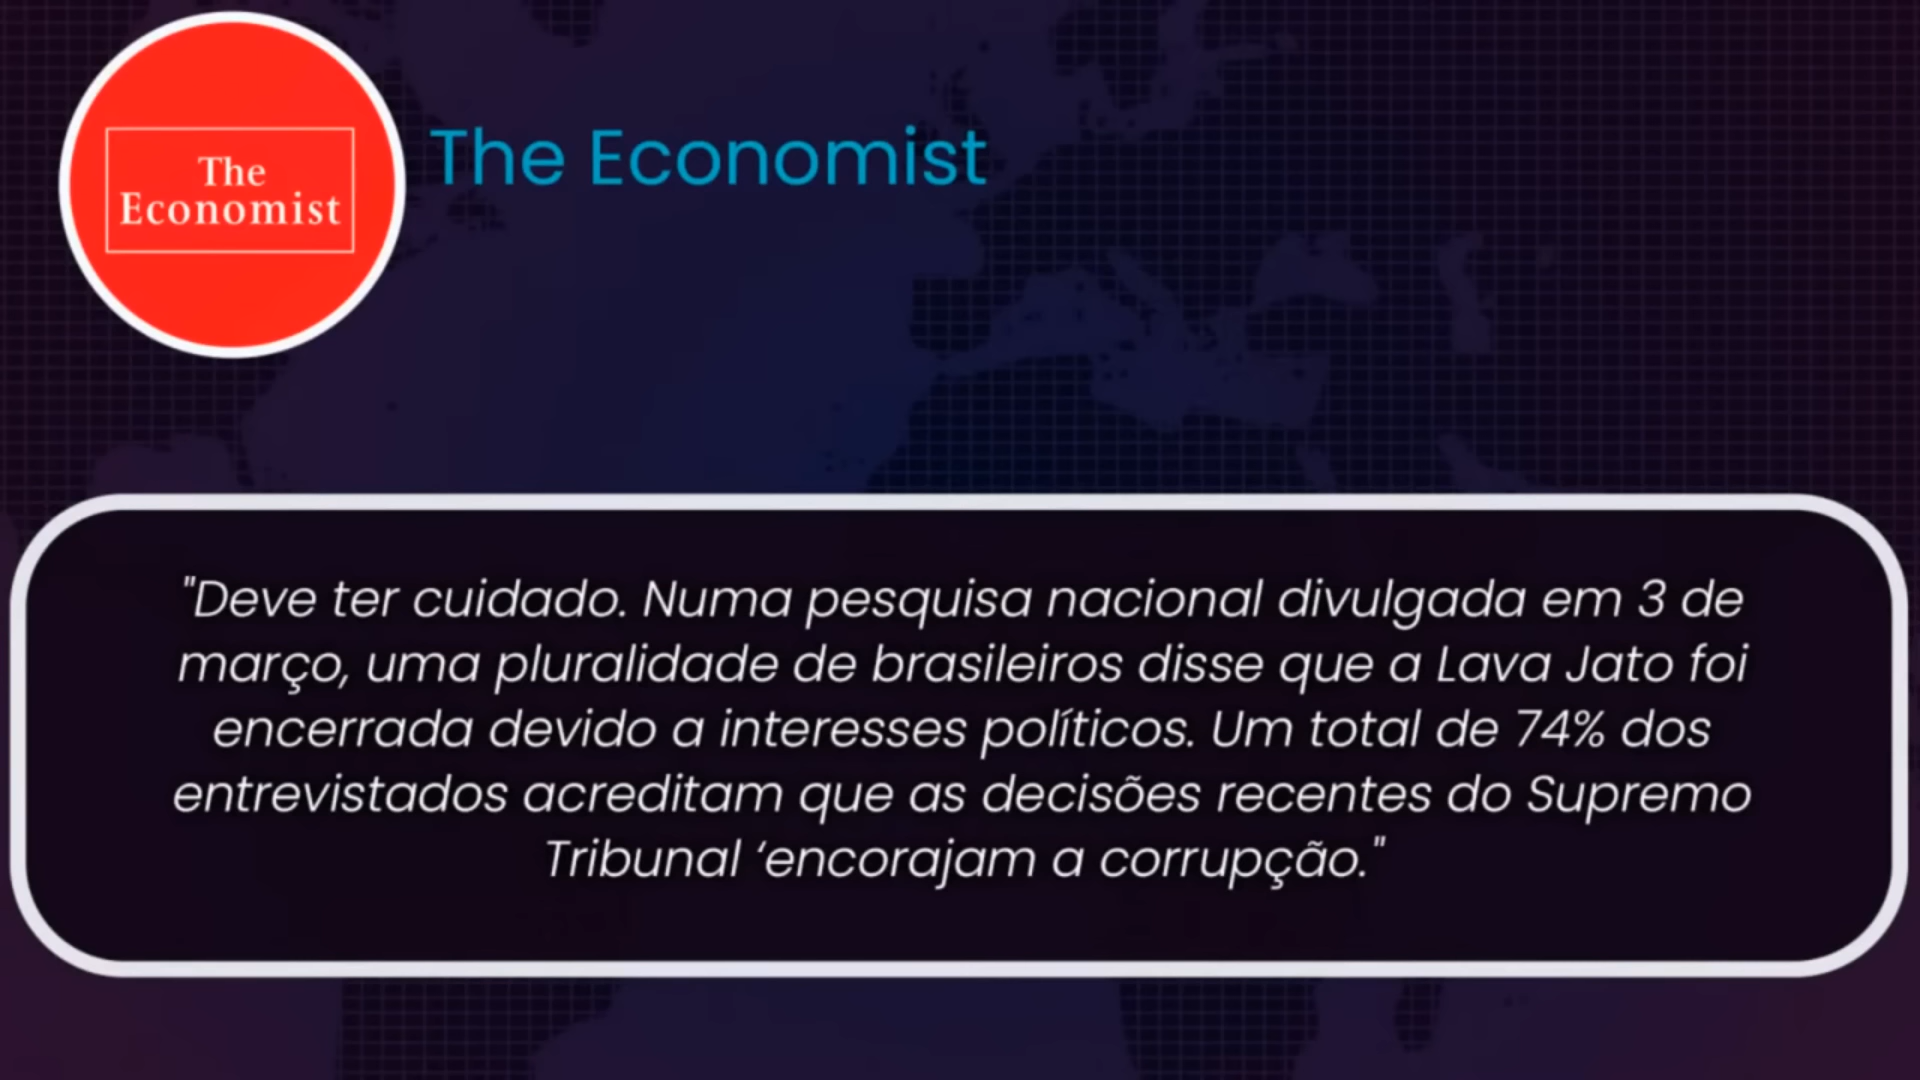 The
Economist
The Economist
"Deve ter cuidado. Numa pesquisa nacional divulgada em 3 de
março, uma pluralidade de brasileiros disse que a Lava Jato foi
encerrada devido a interesses políticos. Um total de 74% dos
entrevistados acreditam que as decisões recentes do Supremo
Tribunal ‘encorajam a corrupção."